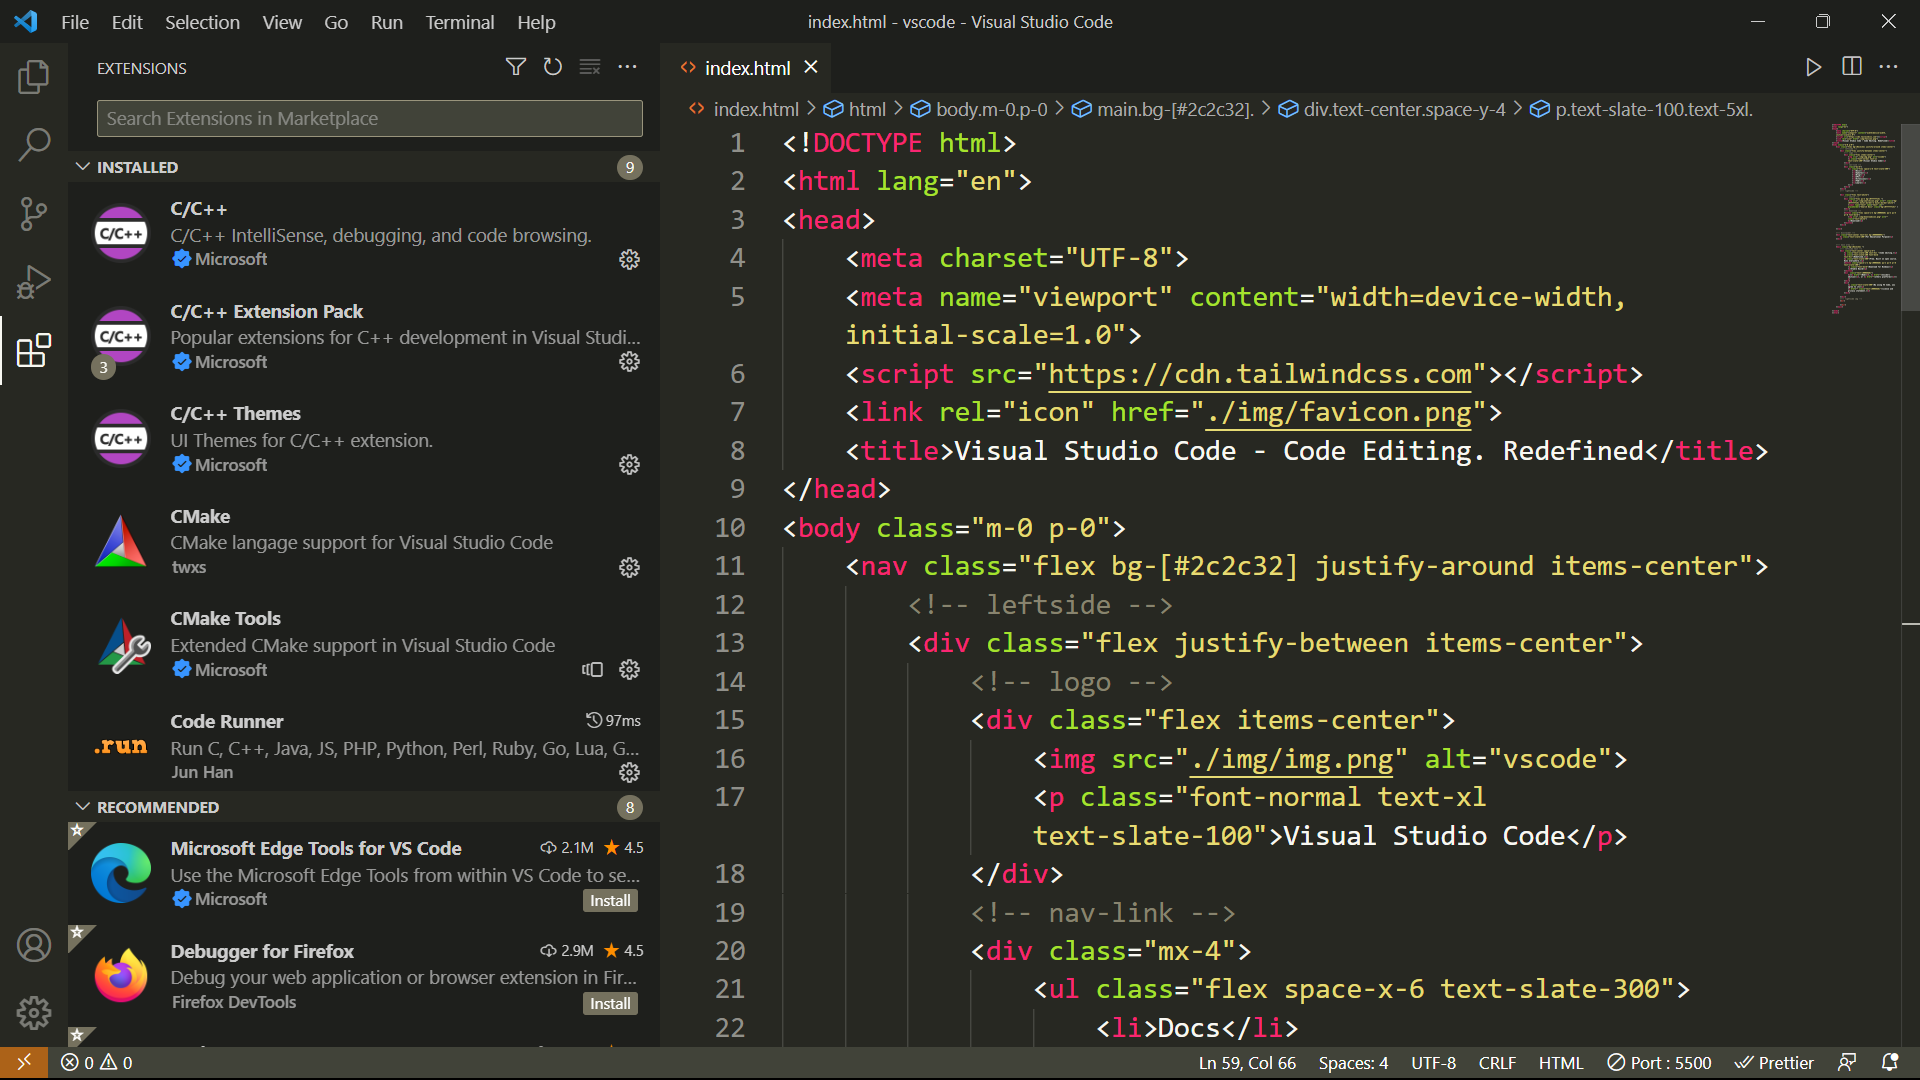 File Edit Selection View Go Run Terminal Help
index.html - vscode - Visual Studio Code
EXTENSIONS
Search Extensions in Marketplace
INSTALLED 9
C/C++
C/C++
C/C++ IntelliSense, debugging, and code browsing.
Microsoft
C/C++ Extension Pack
C/C++
Popular extensions for C++ development in Visual Studi...
3
Microsoft
C/C++ Themes
C/C++
UI Themes for C/C++ extension.
Microsoft
CMake
CMake langage support for Visual Studio Code
twxs
CMake Tools
Extended CMake support in Visual Studio Code
Microsoft
Code Runner 97ms
.run
Run C, C++, Java, JS, PHP, Python, Perl, Ruby, Go, Lua, G...
Jun Han
RECOMMENDED 8
Microsoft Edge Tools for VS Code 2.1M 4.5
Use the Microsoft Edge Tools from within VS Code to se...
Microsoft Install
Debugger for Firefox 2.9M 4.5
Debug your web application or browser extension in Fir...
Firefox DevTools Install
index.html
index.html > html > body.m-0.p-0 > main.bg-[#2c2c32]. > div.text-center.space-y-4 > p.text-slate-100.text-5xl.
1 <!DOCTYPE html>
2 <html lang="en">
3 <head>
4 <meta charset="UTF-8">
5 <meta name="viewport" content="width=device-width,
initial-scale=1.0">
6 <script src="https://cdn.tailwindcss.com"></script>
7 <link rel="icon" href="./img/favicon.png">
8 <title>Visual Studio Code - Code Editing. Redefined</title>
9 </head>
10 <body class="m-0 p-0">
11 <nav class="flex bg-[#2c2c32] justify-around items-center">
12 <!-- leftside -->
13 <div class="flex justify-between items-center">
14 <!-- logo -->
15 <div class="flex items-center">
16 <img src="./img/img.png" alt="vscode">
17 <p class="font-normal text-xl
text-slate-100">Visual Studio Code</p>
18 </div>
19 <!-- nav-link -->
20 <div class="mx-4">
21 <ul class="flex space-x-6 text-slate-300">
22 <li>Docs</li>
0 0
Ln 59, Col 66 Spaces: 4 UTF-8 CRLF HTML Port : 5500 Prettier